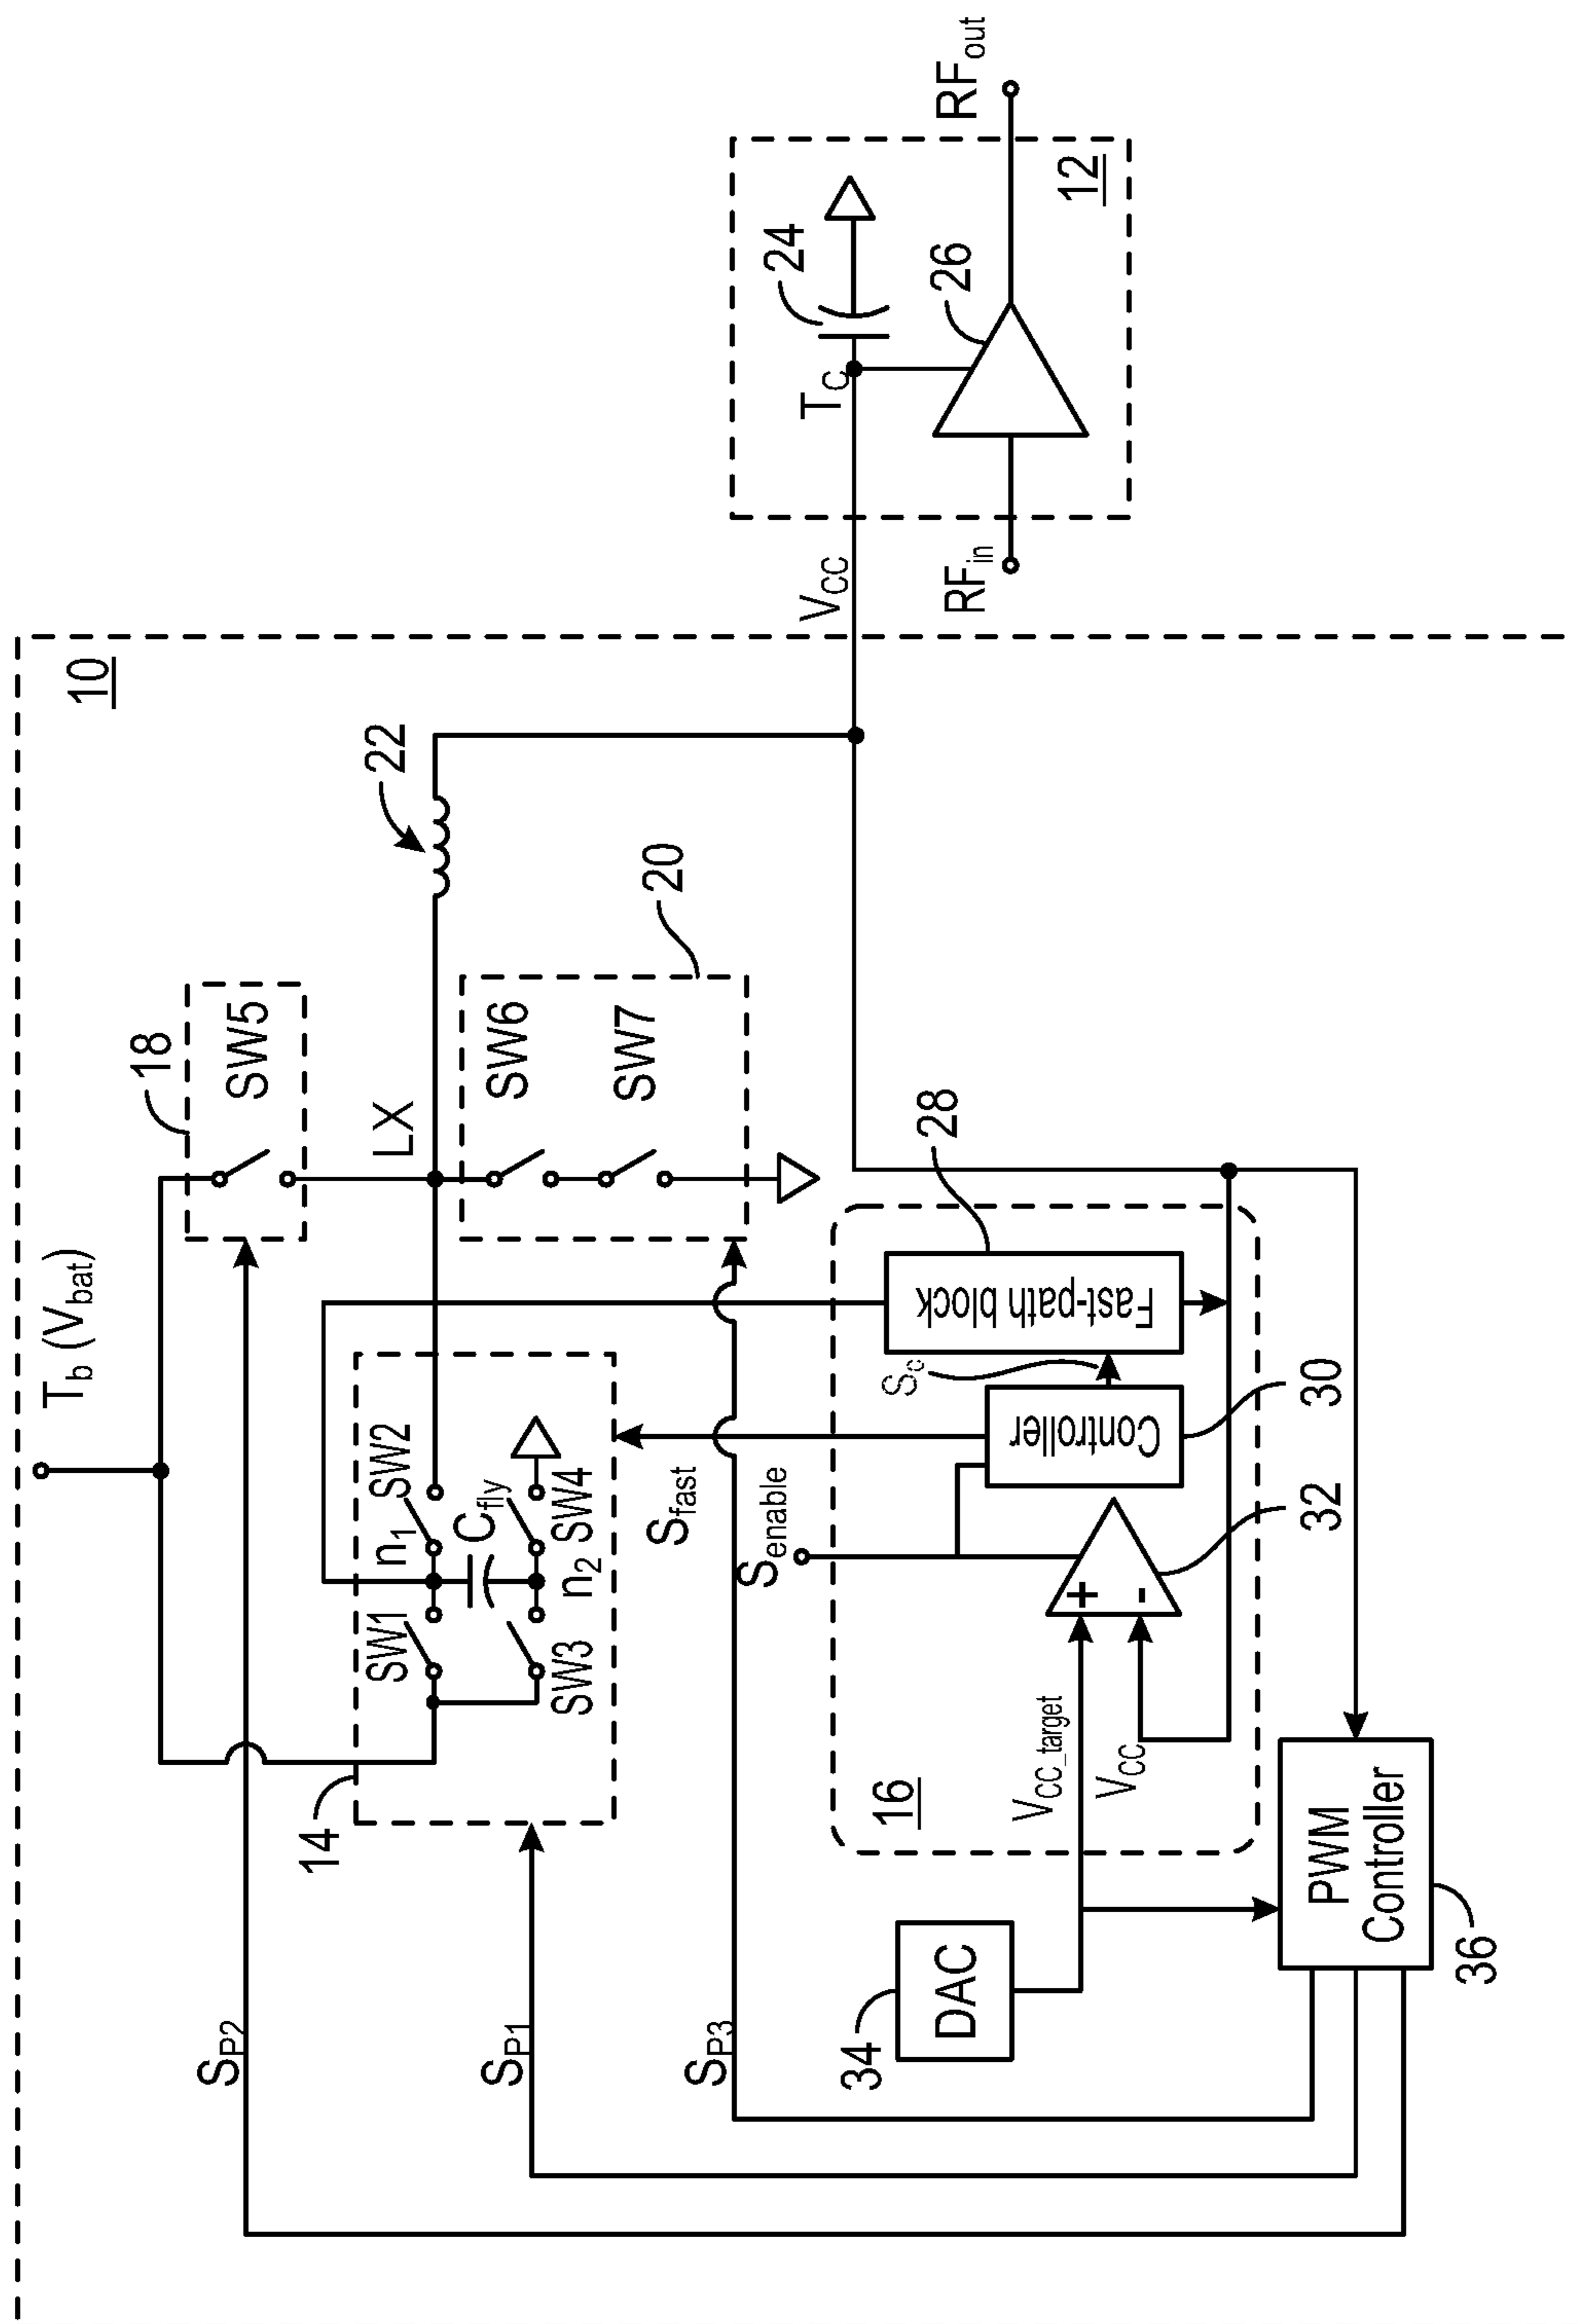 10
T_b (V_bat)
18
SW5
22
LX
SW6
SW7
20
14
SW1
n_1
SW2
C_fly
SW3
n_2
SW4
S_P2
S_P1
S_P3
S_fast
S_enable
S_c
28
Fast-path block
Controller
30
+
-
32
V_CC_target
V_CC
16
34
DAC
PWM
Controller
36
V_CC
T_C
24
26
12
RF_in
RF_out